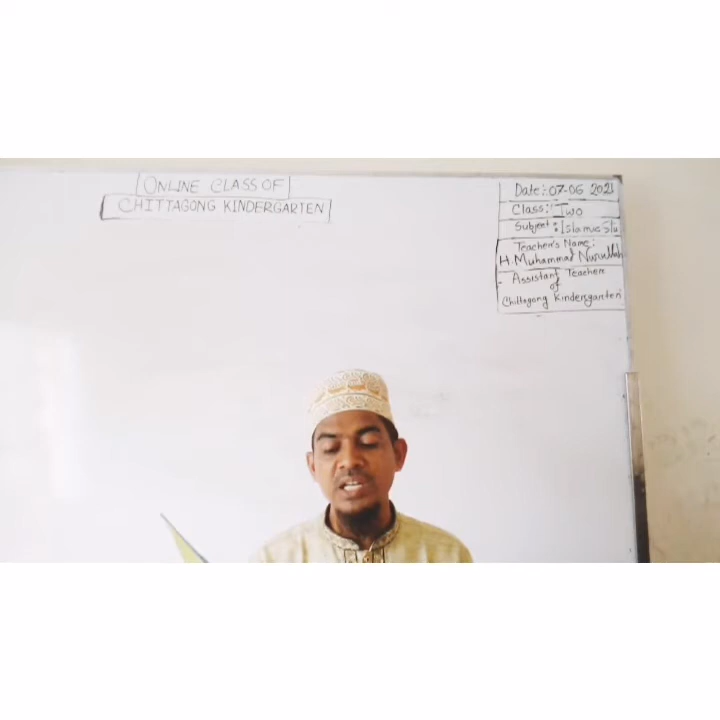 ONLINE CLASS OF
CHITTAGONG KINDERGARTEN
Date:- 07-06 2021
Class:- Two
Subject: Islamic Stu
Teacher's Name:
H. Muhammad Nurullah
- Assistant Teacher
of
Chittagong Kindergarten